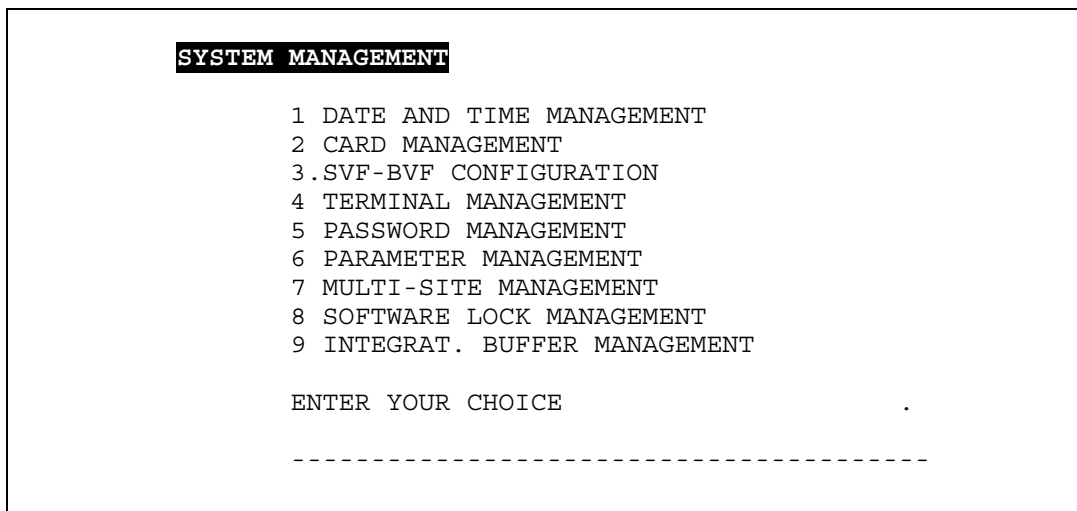 SYSTEM MANAGEMENT
1 DATE AND TIME MANAGEMENT
2 CARD MANAGEMENT
3.SVF-BVF CONFIGURATION
4 TERMINAL MANAGEMENT
5 PASSWORD MANAGEMENT
6 PARAMETER MANAGEMENT
7 MULTI-SITE MANAGEMENT
8 SOFTWARE LOCK MANAGEMENT
9 INTEGRAT. BUFFER MANAGEMENT
ENTER YOUR CHOICE .
----------------------------------------